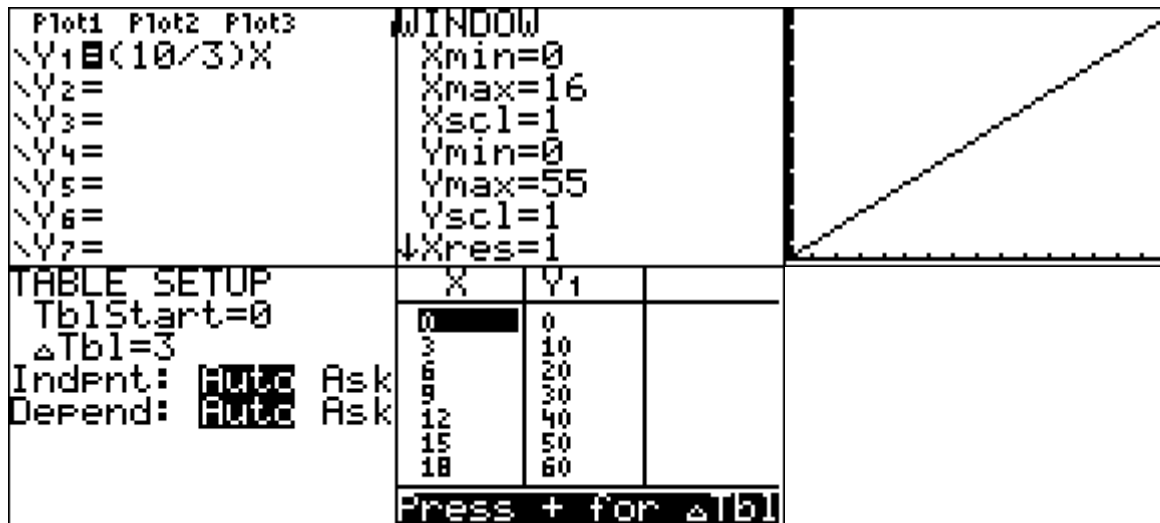 Plot1 Plot2 Plot3
\Y1=(10/3)X
\Y2=
\Y3=
\Y4=
\Y5=
\Y6=
\Y7=
WINDOW
Xmin=0
Xmax=16
Xscl=1
Ymin=0
Ymax=55
Yscl=1
↓Xres=1
TABLE SETUP
TblStart=0
△Tbl=3
Indpnt: Auto Ask
Depend: Auto Ask
X Y1
0 0
3 10
6 20
9 30
12 40
15 50
18 60
Press + for △Tbl